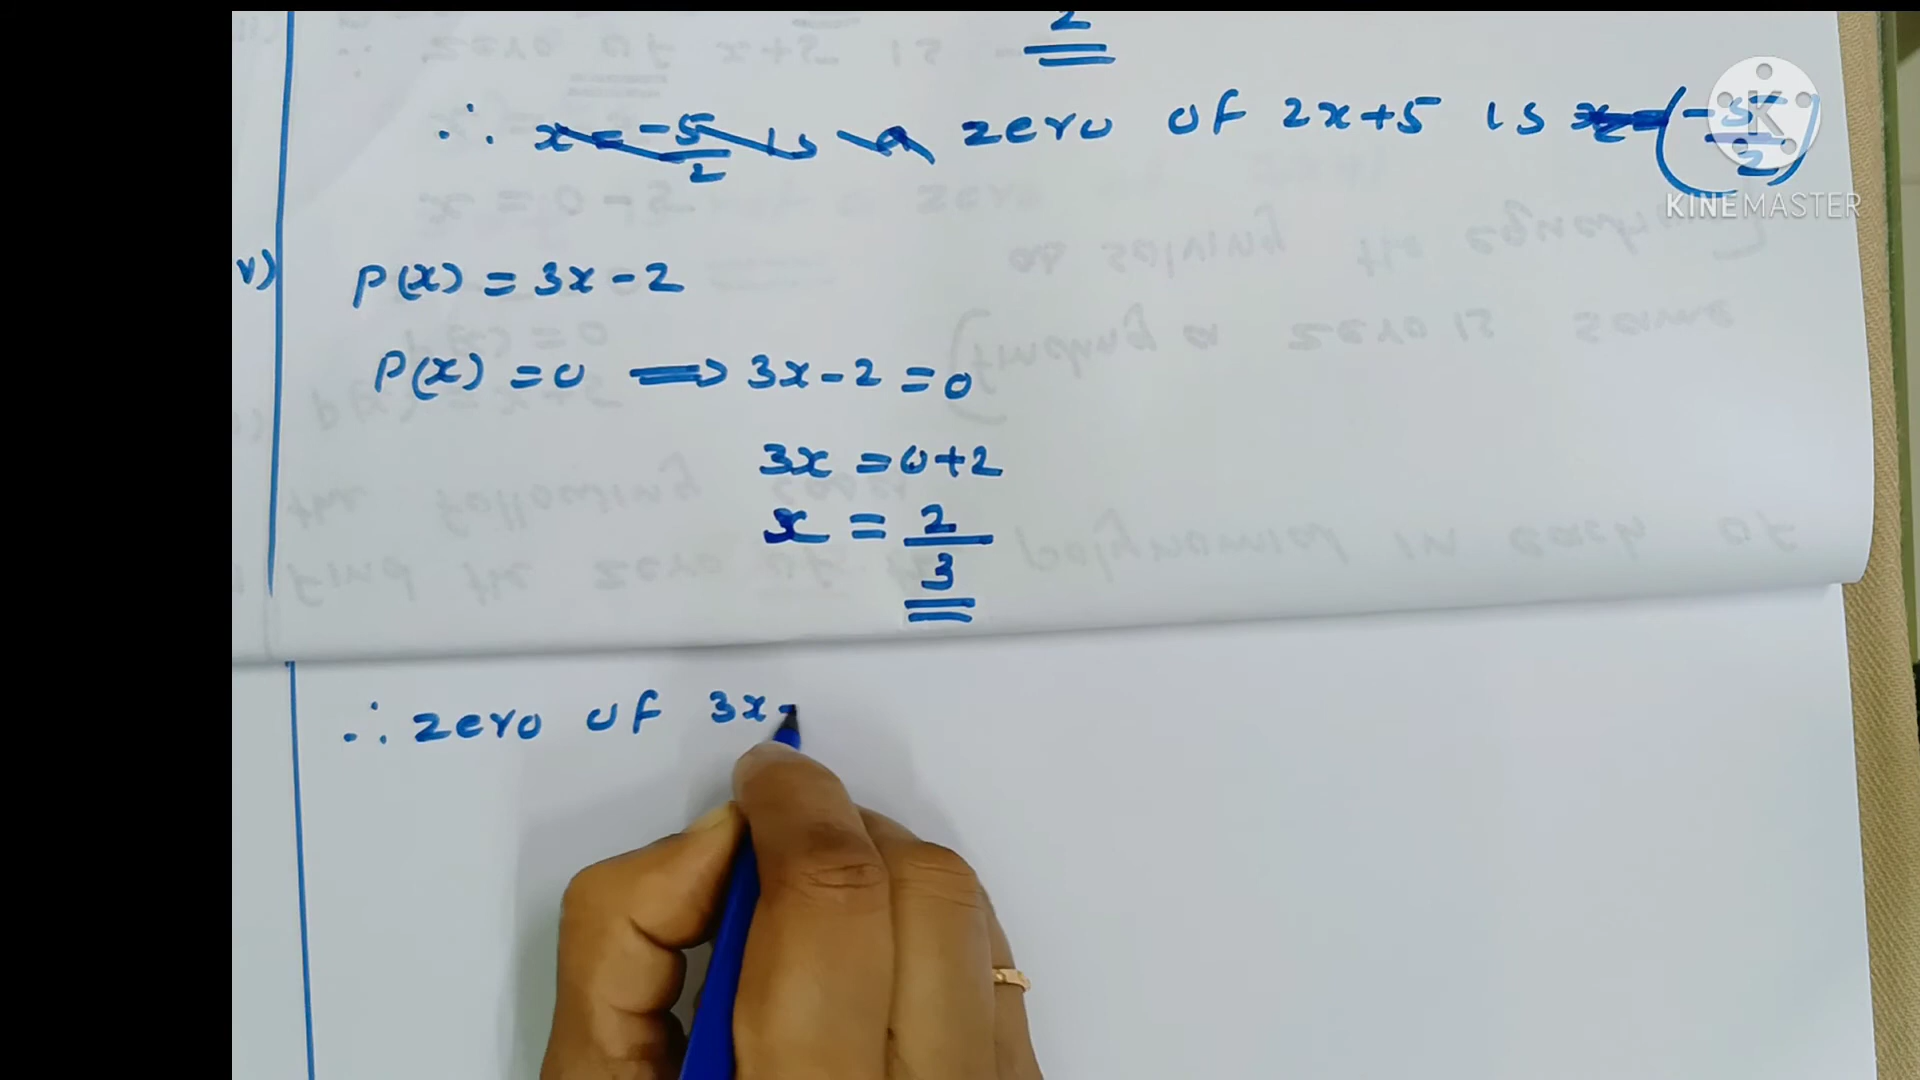 2
∴ x = -5/2 is a zero of 2x+5 is x = (-5/2)
KINEMASTER
v) P(x) = 3x-2
P(x) = 0 ⟹ 3x-2 = 0
3x = 0+2
x = 2/3
∴ zero of 3x-